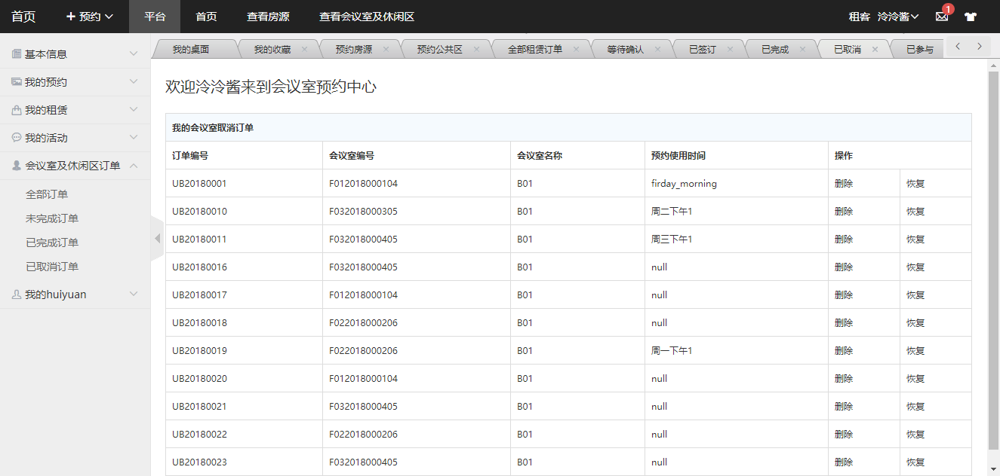 首页 预约 平台 首页 查看房源 查看会议室及休闲区 租客 泠泠酱 1
我的桌面 我的收藏 预约房源 预约公共区 全部租赁订单 等待确认 已签订 已完成 已取消 已参与
基本信息
我的预约
我的租赁
我的活动
会议室及休闲区订单
全部订单
未完成订单
已完成订单
已取消订单
我的huiyuan
欢迎泠泠酱来到会议室预约中心
我的会议室取消订单
订单编号 会议室编号 会议室名称 预约使用时间 操作
UB20180001 F012018000104 B01 firday_morning 删除 恢复
UB20180010 F032018000305 B01 周二下午1 删除 恢复
UB20180011 F032018000405 B01 周三下午1 删除 恢复
UB20180016 F032018000405 B01 null 删除 恢复
UB20180017 F012018000104 B01 null 删除 恢复
UB20180018 F022018000206 B01 null 删除 恢复
UB20180019 F022018000206 B01 周一下午1 删除 恢复
UB20180020 F012018000104 B01 null 删除 恢复
UB20180021 F032018000405 B01 null 删除 恢复
UB20180022 F022018000206 B01 null 删除 恢复
UB20180023 F032018000405 B01 null 删除 恢复